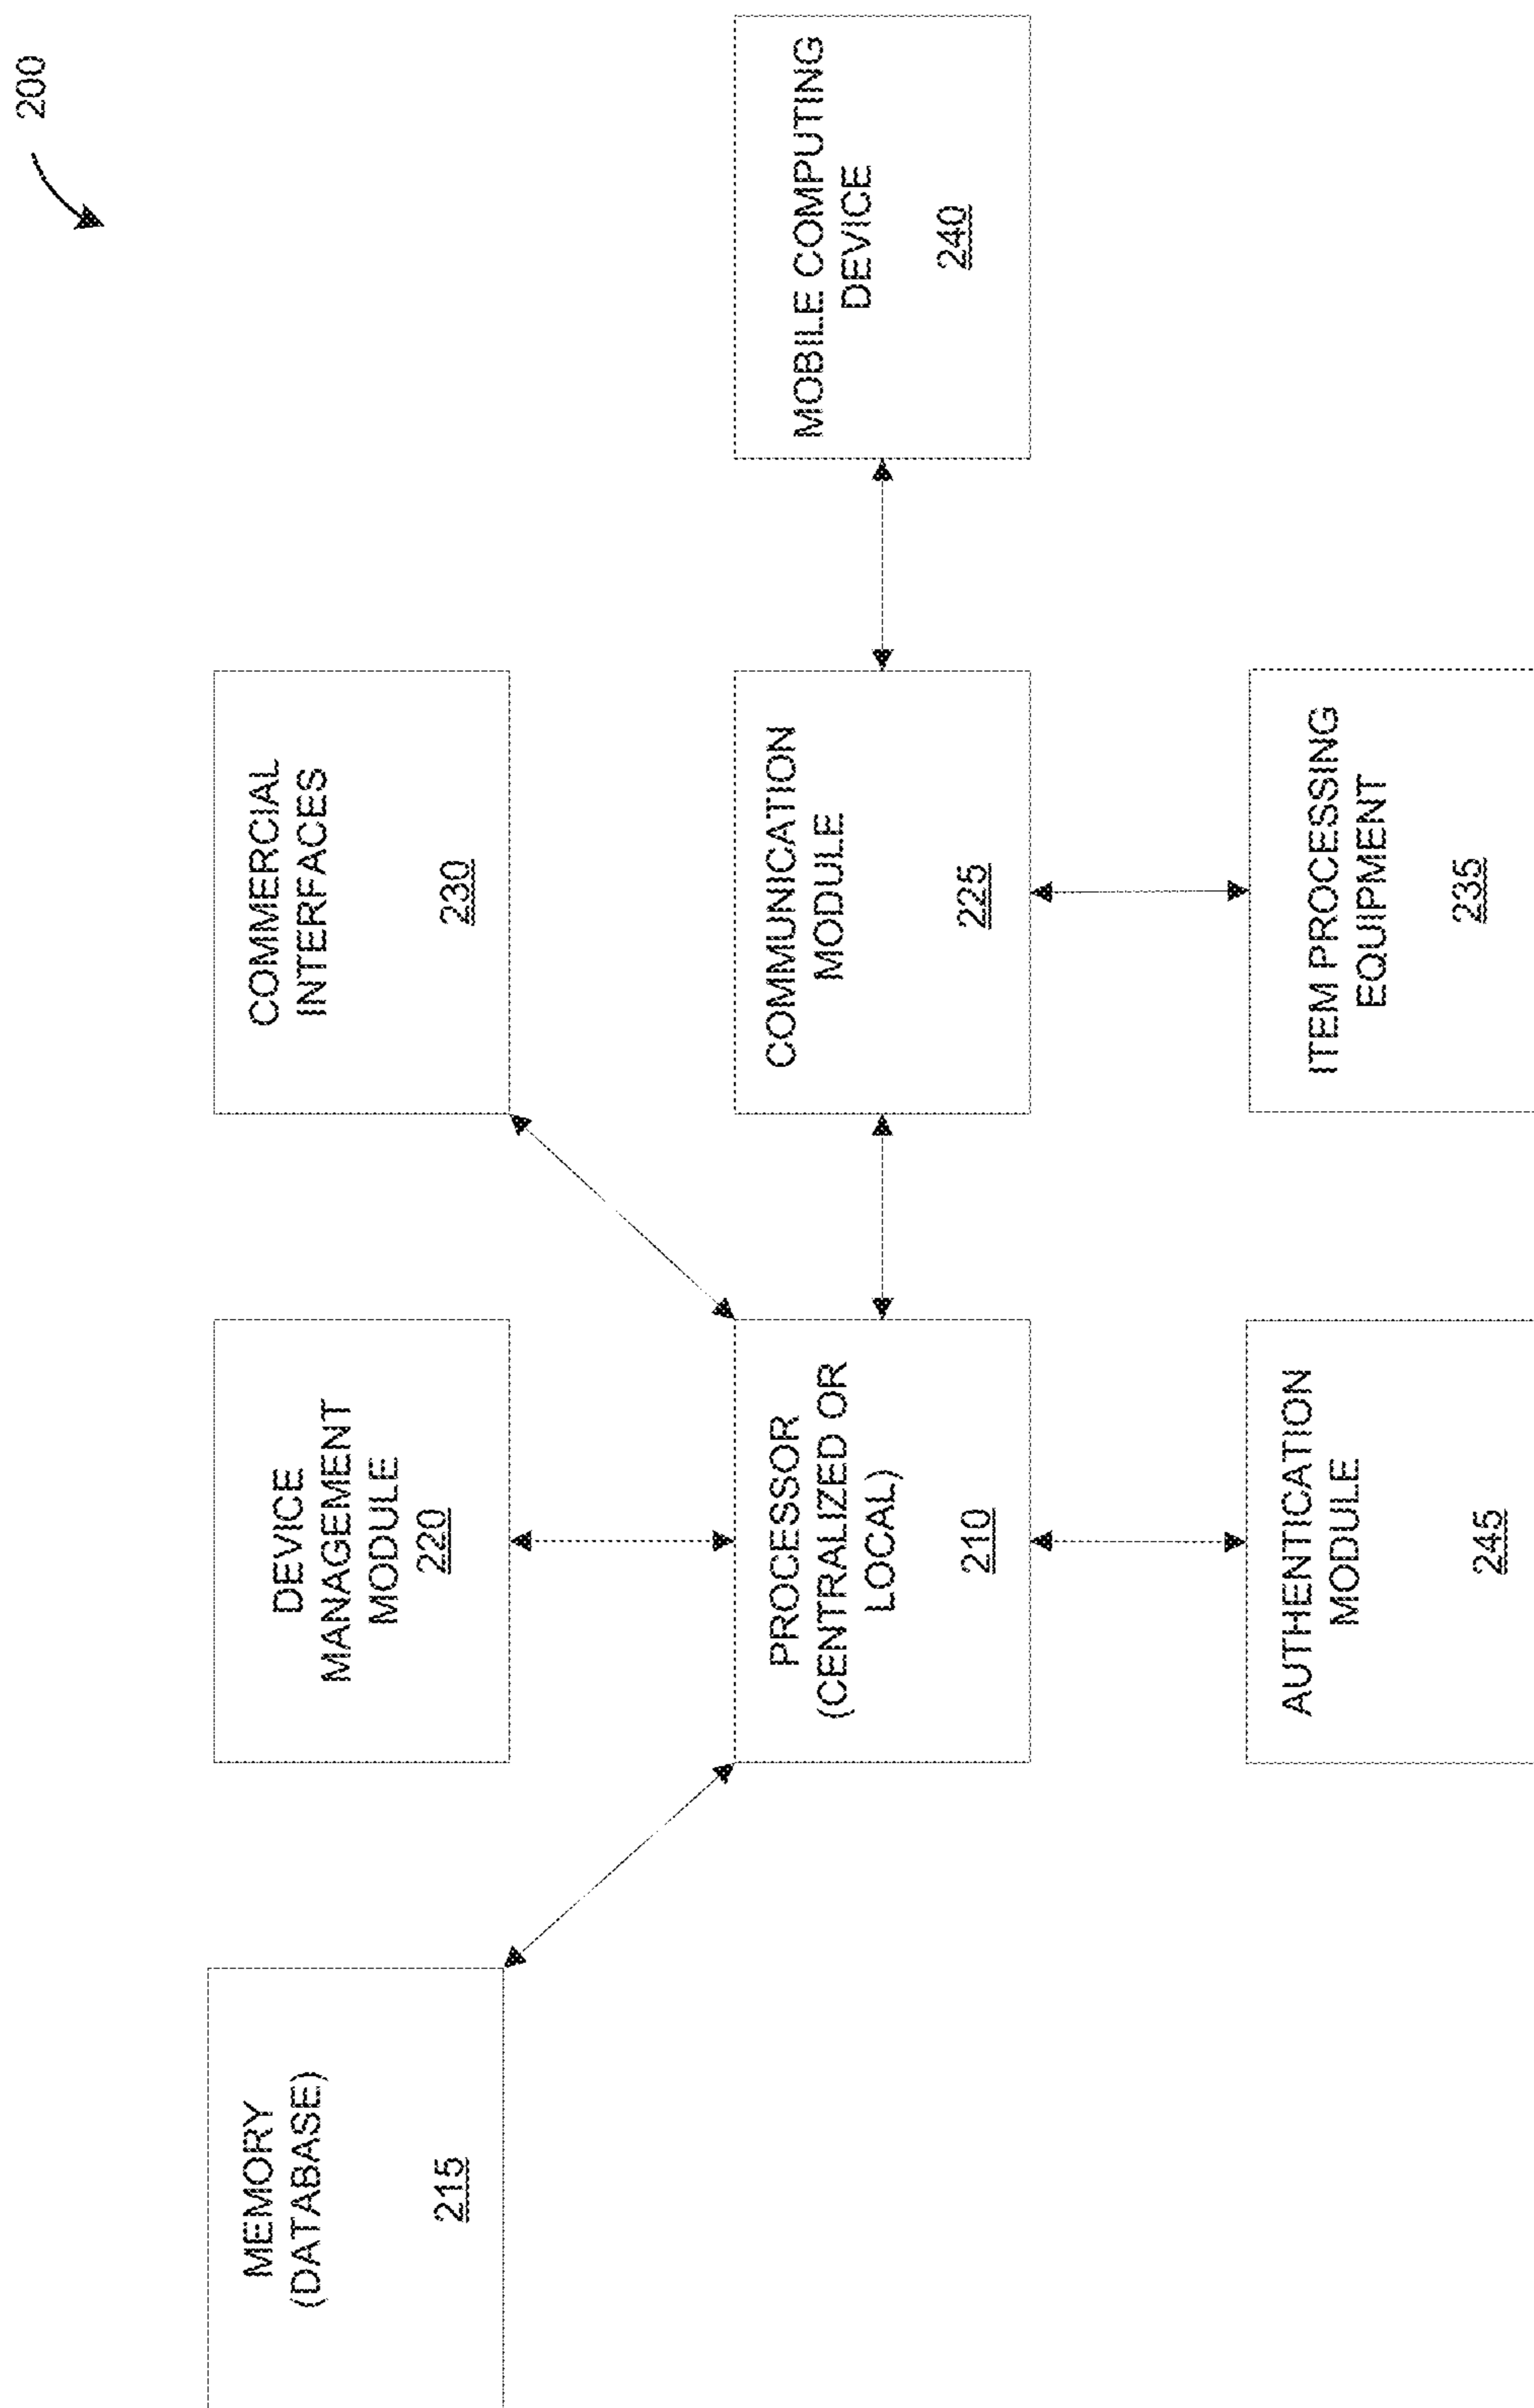 200
MEMORY
(DATABASE)
215
DEVICE
MANAGEMENT
MODULE
220
COMMERCIAL
INTERFACES
230
PROCESSOR
(CENTRALIZED OR
LOCAL)
210
COMMUNICATION
MODULE
225
MOBILE COMPUTING
DEVICE
240
AUTHENTICATION
MODULE
245
ITEM PROCESSING
EQUIPMENT
235